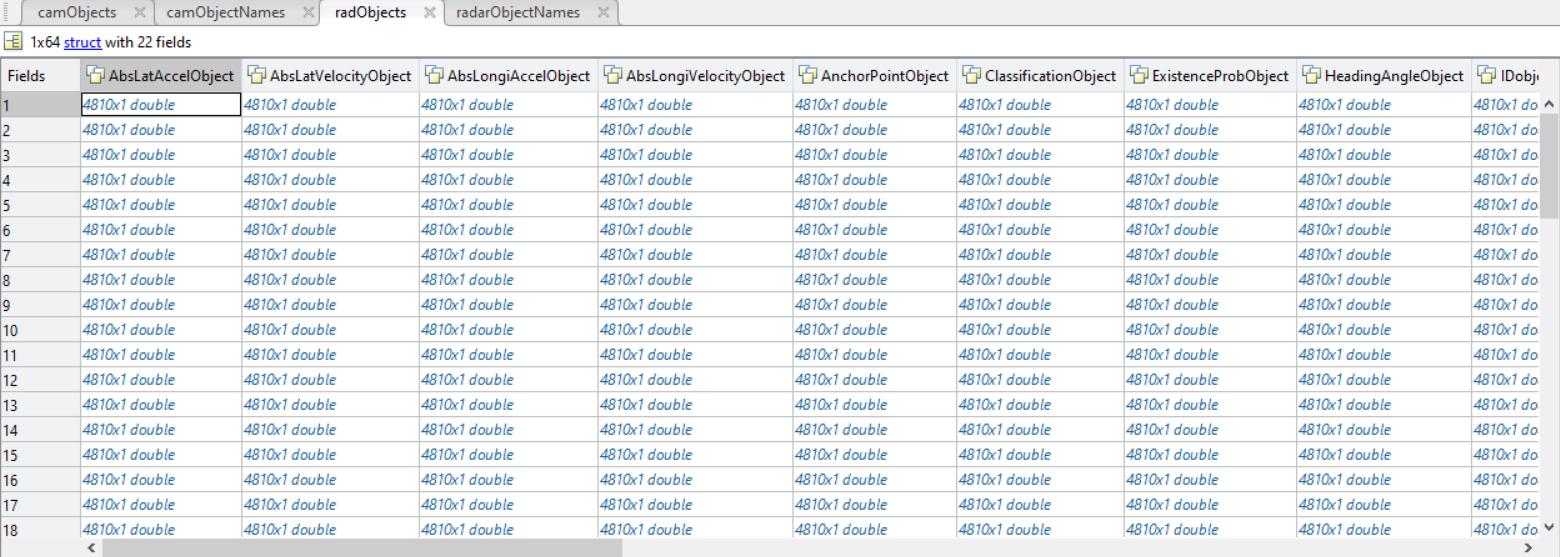 camObjects camObjectNames radObjects radarObjectNames
1x64 struct with 22 fields
Fields AbsLatAccelObject AbsLatVelocityObject AbsLongiAccelObject AbsLongiVelocityObject AnchorPointObject ClassificationObject ExistenceProbObject HeadingAngleObject IDobj
1 4810x1 double 4810x1 double 4810x1 double 4810x1 double 4810x1 double 4810x1 double 4810x1 double 4810x1 double 4810x1 do
2 4810x1 double 4810x1 double 4810x1 double 4810x1 double 4810x1 double 4810x1 double 4810x1 double 4810x1 double 4810x1 do
3 4810x1 double 4810x1 double 4810x1 double 4810x1 double 4810x1 double 4810x1 double 4810x1 double 4810x1 double 4810x1 do
4 4810x1 double 4810x1 double 4810x1 double 4810x1 double 4810x1 double 4810x1 double 4810x1 double 4810x1 double 4810x1 do
5 4810x1 double 4810x1 double 4810x1 double 4810x1 double 4810x1 double 4810x1 double 4810x1 double 4810x1 double 4810x1 do
6 4810x1 double 4810x1 double 4810x1 double 4810x1 double 4810x1 double 4810x1 double 4810x1 double 4810x1 double 4810x1 do
7 4810x1 double 4810x1 double 4810x1 double 4810x1 double 4810x1 double 4810x1 double 4810x1 double 4810x1 double 4810x1 do
8 4810x1 double 4810x1 double 4810x1 double 4810x1 double 4810x1 double 4810x1 double 4810x1 double 4810x1 double 4810x1 do
9 4810x1 double 4810x1 double 4810x1 double 4810x1 double 4810x1 double 4810x1 double 4810x1 double 4810x1 double 4810x1 do
10 4810x1 double 4810x1 double 4810x1 double 4810x1 double 4810x1 double 4810x1 double 4810x1 double 4810x1 double 4810x1 do
11 4810x1 double 4810x1 double 4810x1 double 4810x1 double 4810x1 double 4810x1 double 4810x1 double 4810x1 double 4810x1 do
12 4810x1 double 4810x1 double 4810x1 double 4810x1 double 4810x1 double 4810x1 double 4810x1 double 4810x1 double 4810x1 do
13 4810x1 double 4810x1 double 4810x1 double 4810x1 double 4810x1 double 4810x1 double 4810x1 double 4810x1 double 4810x1 do
14 4810x1 double 4810x1 double 4810x1 double 4810x1 double 4810x1 double 4810x1 double 4810x1 double 4810x1 double 4810x1 do
15 4810x1 double 4810x1 double 4810x1 double 4810x1 double 4810x1 double 4810x1 double 4810x1 double 4810x1 double 4810x1 do
16 4810x1 double 4810x1 double 4810x1 double 4810x1 double 4810x1 double 4810x1 double 4810x1 double 4810x1 double 4810x1 do
17 4810x1 double 4810x1 double 4810x1 double 4810x1 double 4810x1 double 4810x1 double 4810x1 double 4810x1 double 4810x1 do
18 4810x1 double 4810x1 double 4810x1 double 4810x1 double 4810x1 double 4810x1 double 4810x1 double 4810x1 double 4810x1 do